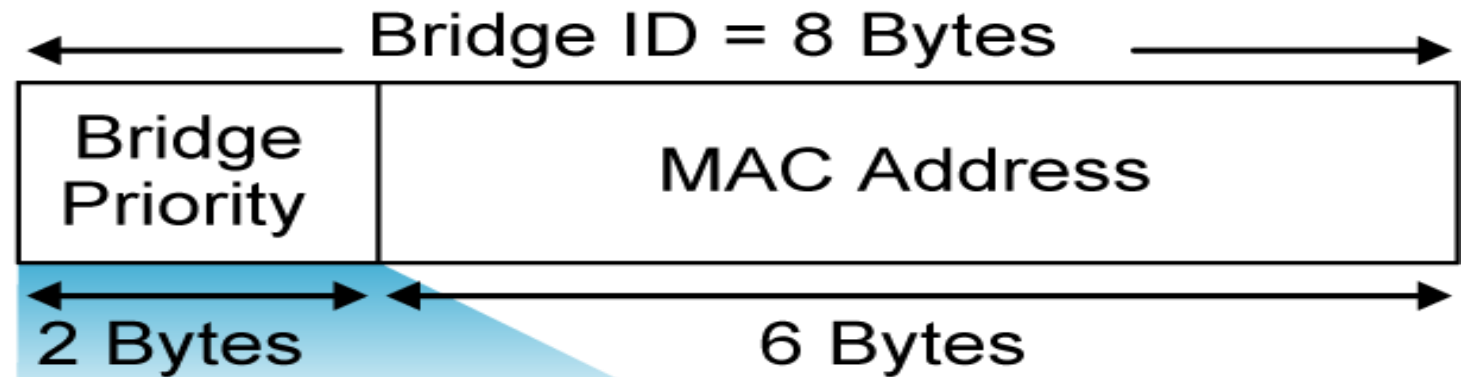 Bridge ID = 8 Bytes
Bridge
Priority
MAC Address
2 Bytes
6 Bytes